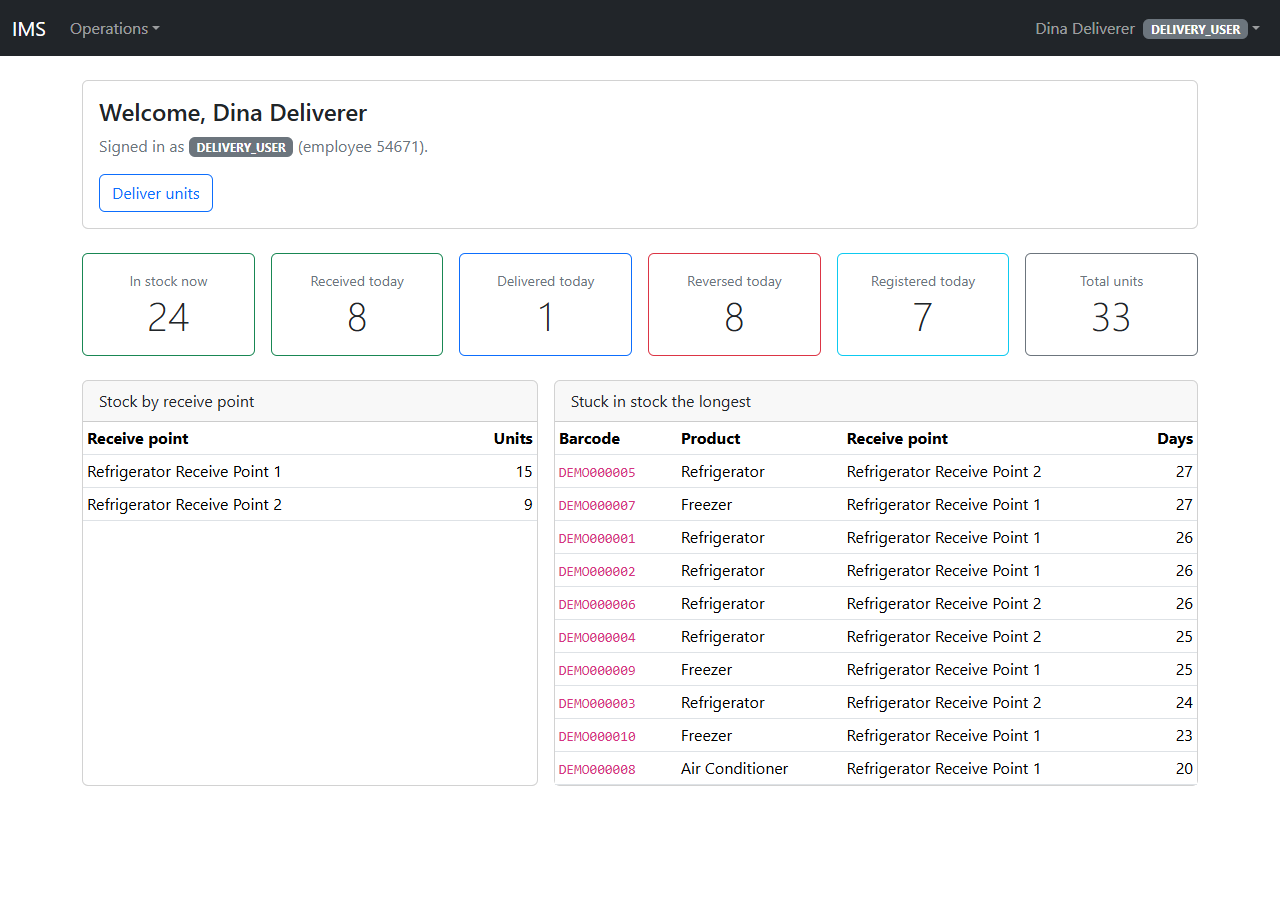 IMS Operations Dina Deliverer DELIVERY_USER
Welcome, Dina Deliverer
Signed in as DELIVERY_USER (employee 54671).
Deliver units
In stock now
24
Received today
8
Delivered today
1
Reversed today
8
Registered today
7
Total units
33
Stock by receive point
Receive point Units
Refrigerator Receive Point 1 15
Refrigerator Receive Point 2 9
Stuck in stock the longest
Barcode Product Receive point Days
DEMO000005 Refrigerator Refrigerator Receive Point 2 27
DEMO000007 Freezer Refrigerator Receive Point 1 27
DEMO000001 Refrigerator Refrigerator Receive Point 1 26
DEMO000002 Refrigerator Refrigerator Receive Point 1 26
DEMO000006 Refrigerator Refrigerator Receive Point 2 26
DEMO000004 Refrigerator Refrigerator Receive Point 2 25
DEMO000009 Freezer Refrigerator Receive Point 1 25
DEMO000003 Refrigerator Refrigerator Receive Point 2 24
DEMO000010 Freezer Refrigerator Receive Point 1 23
DEMO000008 Air Conditioner Refrigerator Receive Point 1 20